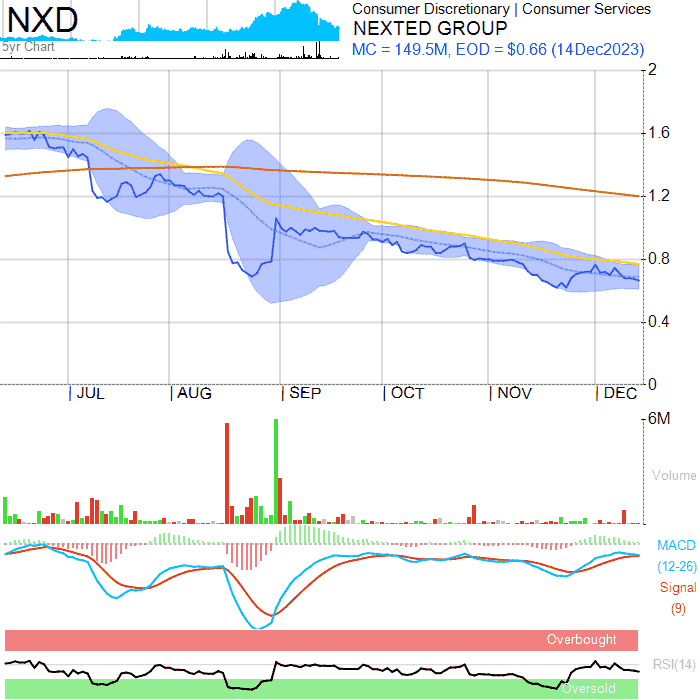 NXD
5yr Chart
Consumer Discretionary | Consumer Services
NEXTED GROUP
MC = 149.5M, EOD = $0.66 (14Dec2023)
2
1.6
1.2
0.8
0.4
0
JUL AUG SEP OCT NOV DEC
6M
Volume
MACD
(12-26)
Signal
(9)
Overbought
RSI(14)
Oversold